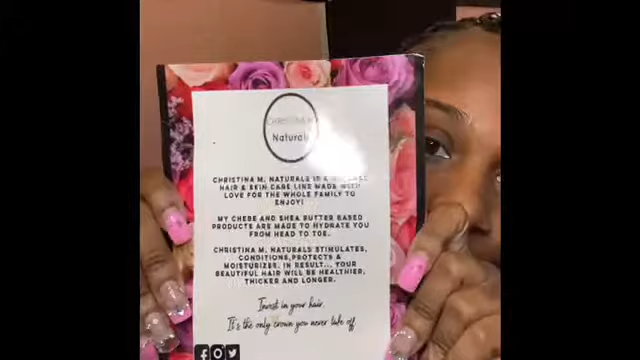 CHRISTINA M.
Naturals
CHRISTINA M. NATURALS IS A
HAIR & SKIN CARE LINE MADE WITH
LOVE FOR THE WHOLE FAMILY TO
ENJOY!
MY CHEBE AND SHEA BUTTER BASED
PRODUCTS ARE MADE TO HYDRATE YOU
FROM HEAD TO TOE.
CHRISTINA M. NATURALS STIMULATES,
CONDITIONS, PROTECTS &
MOISTURIZES. IN RESULT... YOUR
BEAUTIFUL HAIR WILL BE HEALTHIER,
THICKER AND LONGER.
Invest in your hair.
It's the only crown you never take off.